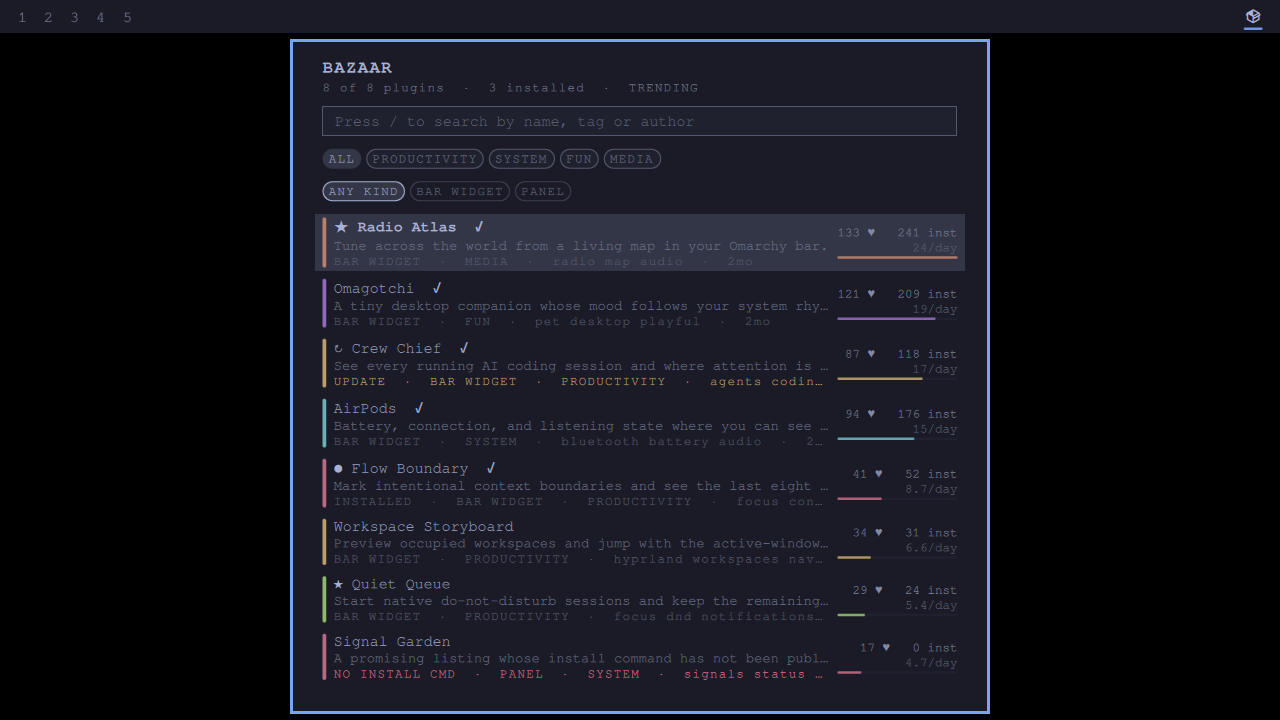 1 2 3 4 5
BAZAAR
8 of 8 plugins · 3 installed · TRENDING
Press / to search by name, tag or author
ALL PRODUCTIVITY SYSTEM FUN MEDIA
ANY KIND BAR WIDGET PANEL
★ Radio Atlas ✓ 133 ♥ 241 inst
Tune across the world from a living map in your Omarchy bar. 24/day
BAR WIDGET · MEDIA · radio map audio · 2mo
Omagotchi ✓ 121 ♥ 209 inst
A tiny desktop companion whose mood follows your system rhy… 19/day
BAR WIDGET · FUN · pet desktop playful · 2mo
↻ Crew Chief ✓ 87 ♥ 118 inst
See every running AI coding session and where attention is … 17/day
UPDATE · BAR WIDGET · PRODUCTIVITY · agents codin…
AirPods ✓ 94 ♥ 176 inst
Battery, connection, and listening state where you can see … 15/day
BAR WIDGET · SYSTEM · bluetooth battery audio · 2…
● Flow Boundary ✓ 41 ♥ 52 inst
Mark intentional context boundaries and see the last eight … 8.7/day
INSTALLED · BAR WIDGET · PRODUCTIVITY · focus con…
Workspace Storyboard 34 ♥ 31 inst
Preview occupied workspaces and jump with the active-window… 6.6/day
BAR WIDGET · PRODUCTIVITY · hyprland workspaces nav…
★ Quiet Queue 29 ♥ 24 inst
Start native do-not-disturb sessions and keep the remaining… 5.4/day
BAR WIDGET · PRODUCTIVITY · focus dnd notifications…
Signal Garden 17 ♥ 0 inst
A promising listing whose install command has not been publ… 4.7/day
NO INSTALL CMD · PANEL · SYSTEM · signals status …